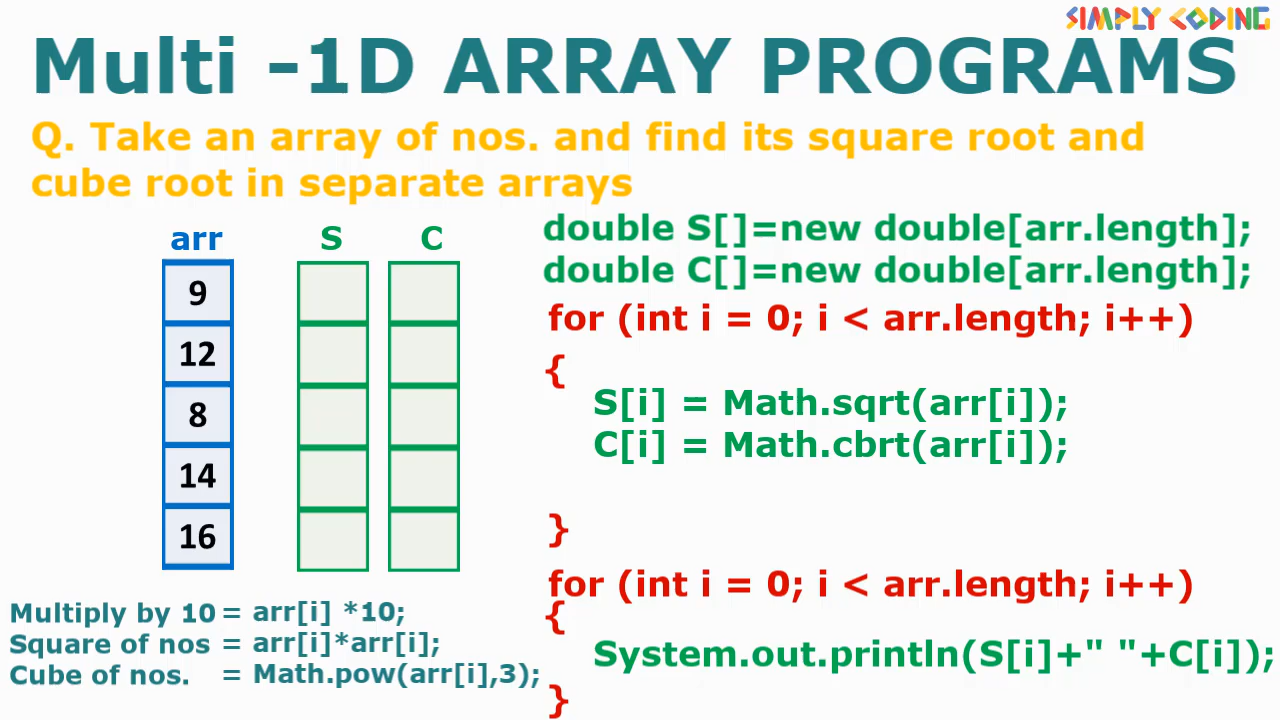 SIMPLY CODING
Multi -1D ARRAY PROGRAMS
Q. Take an array of nos. and find its square root and
cube root in separate arrays
arr S C
9
12
8
14
16
double S[]=new double[arr.length];
double C[]=new double[arr.length];
for (int i = 0; i < arr.length; i++)
{
S[i] = Math.sqrt(arr[i]);
C[i] = Math.cbrt(arr[i]);
}
for (int i = 0; i < arr.length; i++)
{
System.out.println(S[i]+" "+C[i]);
}
Multiply by 10 = arr[i] *10;
Square of nos = arr[i]*arr[i];
Cube of nos. = Math.pow(arr[i],3);